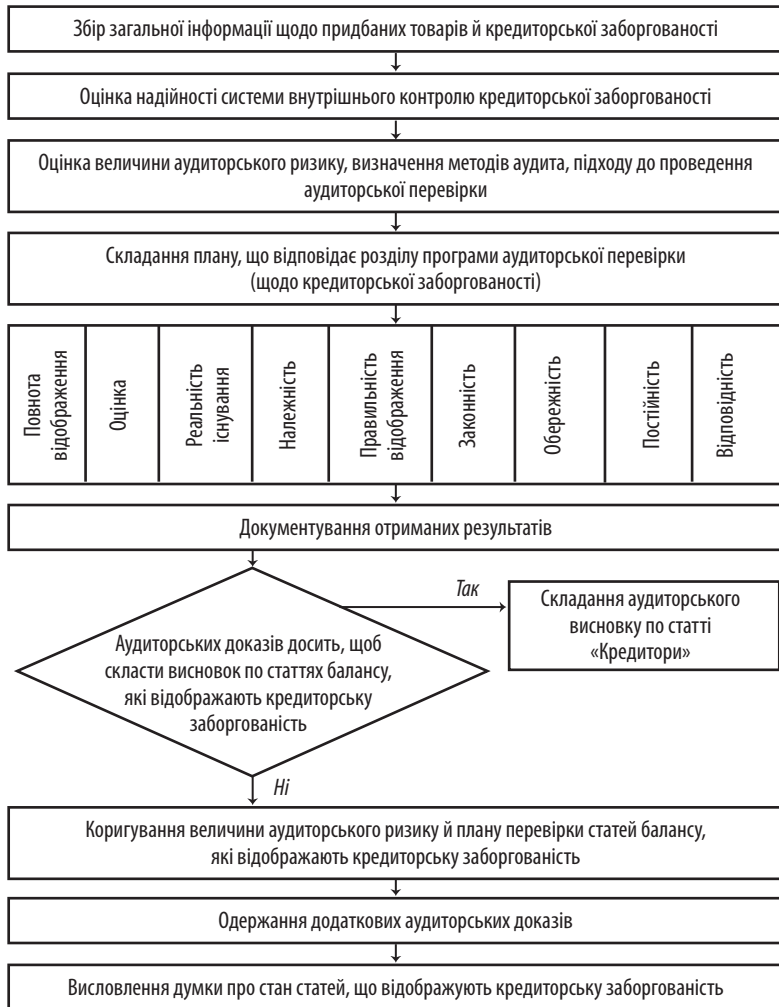 Збір загальної інформації щодо придбаних товарів й кредиторської заборгованості
Оцінка надійності системи внутрішнього контролю кредиторської заборгованості
Оцінка величини аудиторського ризику, визначення методів аудита, підходу до проведення
аудиторської перевірки
Складання плану, що відповідає розділу програми аудиторської перевірки
(щодо кредиторської заборгованості)
Повнота
відображення
Оцінка
Реальність
існування
Належність
Правильність
відображення
Законність
Обережність
Постійність
Відповідність
Документування отриманих результатів
Аудиторських доказів досить, щоб
скласти висновок по статтях балансу,
які відображають кредиторську
заборгованість
Так
Складання аудиторського
висновку по статті
«Кредитори»
Ні
Коригування величини аудиторського ризику й плану перевірки статей балансу,
які відображають кредиторську заборгованість
Одержання додаткових аудиторських доказів
Висловлення думки про стан статей, що відображують кредиторську заборгованість